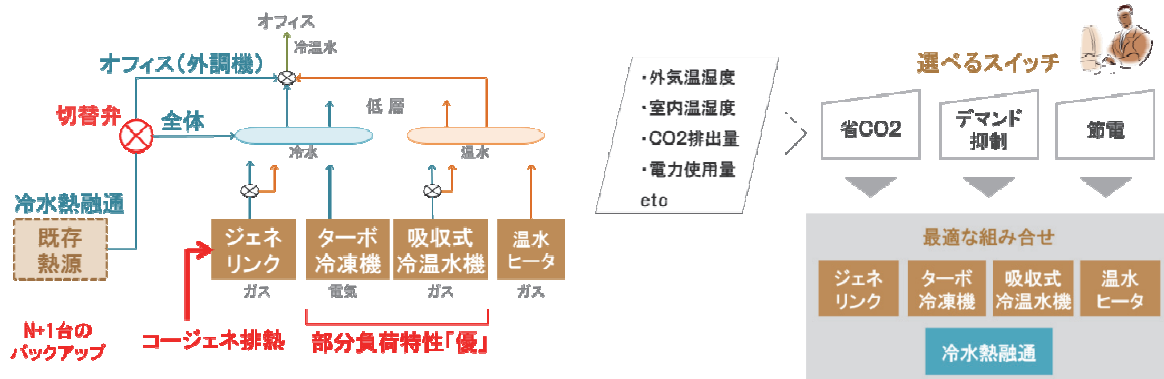 オフィス
冷温水
オフィス（外調機）
切替弁
全体
低層
冷水
温水
冷水熱融通
既存
熱源
ジェネ
リンク
ターボ
冷凍機
吸収式
冷温水機
温水
ヒータ
ガス
電気
ガス
ガス
N+1台の
バックアップ
コージェネ排熱
部分負荷特性「優」
・外気温湿度
・室内温湿度
・CO2排出量
・電力使用量
etc
選べるスイッチ
省CO2
デマンド
抑制
節電
最適な組み合せ
ジェネ
リンク
ターボ
冷凍機
吸収式
冷温水機
温水
ヒータ
冷水熱融通